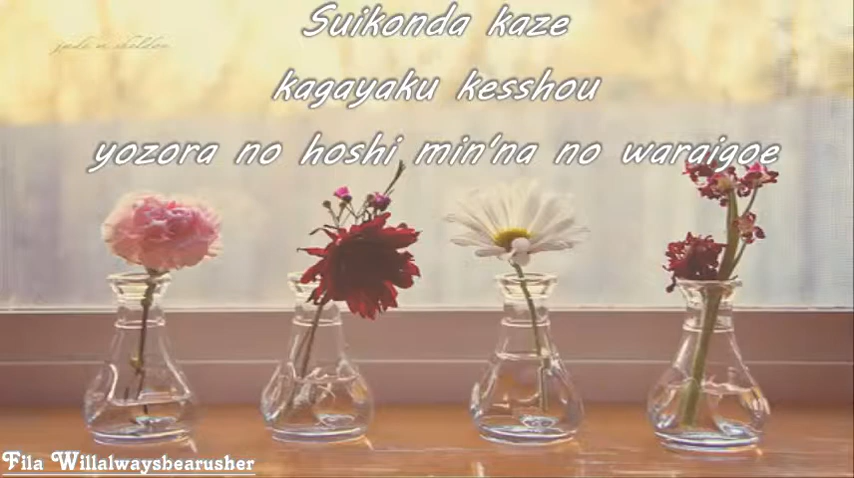 Suikonda kaze
kagayaku kesshou
yozora no hoshi min'na no waraigoe
Fila Willalwaysbearusher